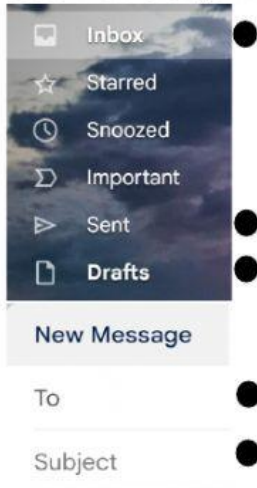 Inbox
Starred
Snoozed
Important
Sent
Drafts
New Message
To
Subject